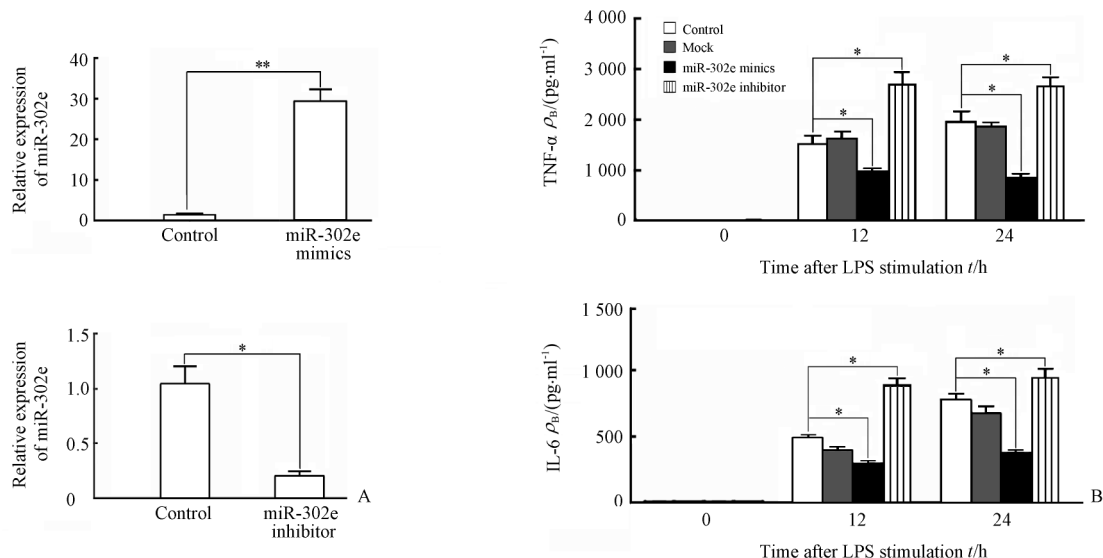 40
30
20
10
0
Relative expression
of miR-302e
**
Control
miR-302e
mimics
1.5
1.0
0.5
0
Relative expression
of miR-302e
*
Control
miR-302e
inhibitor
A
4 000
3 000
2 000
1 000
0
TNF-α ρB/(pg·ml⁻¹)
Control
Mock
miR-302e minics
miR-302e inhibitor
*
*
*
*
0
12
24
Time after LPS stimulation t/h
1 500
1 000
500
0
IL-6 ρB/(pg·ml⁻¹)
*
*
*
*
0
12
24
B
Time after LPS stimulation t/h